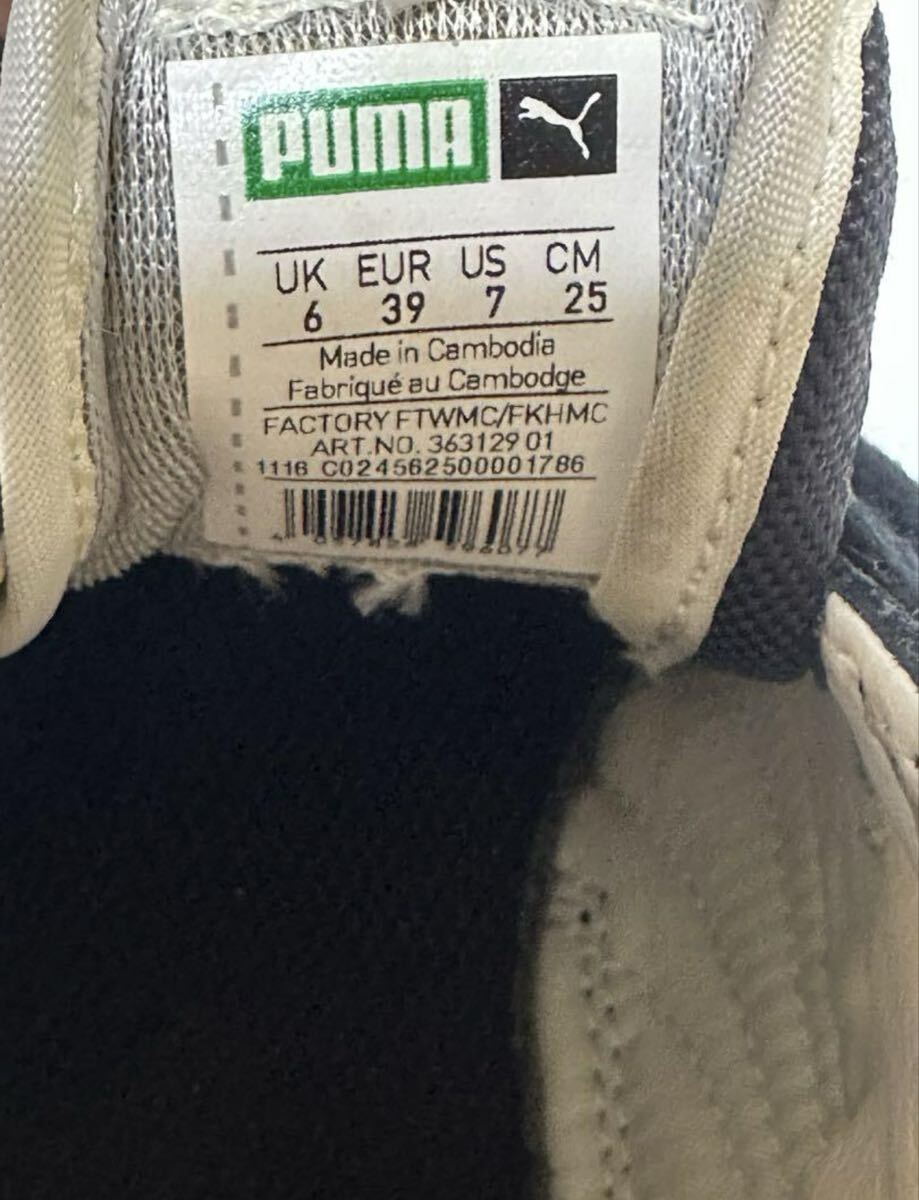 PUMA
UK EUR US CM
6 39 7 25
Made in Cambodia
Fabriqué au Cambodge
FACTORY FTWMC/FKHMC
ART.NO. 363129 01
1116 C024562500001786